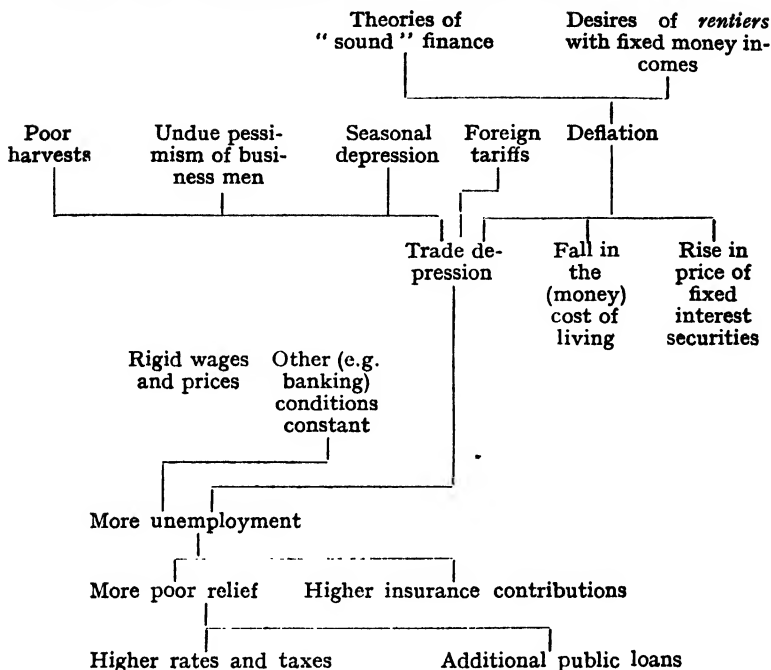 Theories of
" sound " finance
Desires of rentiers
with fixed money in-
comes
Poor
harvests
Undue pessi-
mism of busi-
ness men
Seasonal
depression
Foreign
tariffs
Deflation
Trade de-
pression
Fall in
the
(money)
cost of
living
Rise in
price of
fixed
interest
securities
Rigid wages
and prices
Other (e.g.
banking)
conditions
constant
More unemployment
More poor relief
Higher insurance contributions
Higher rates and taxes
Additional public loans